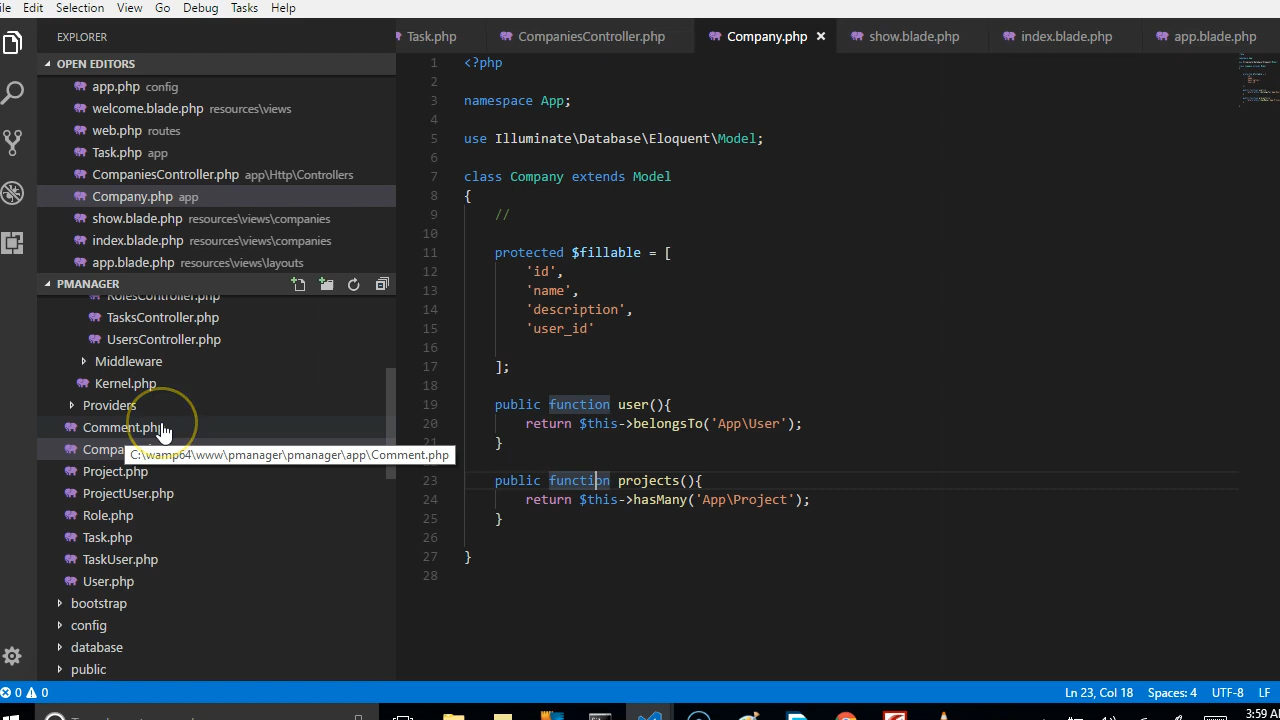 ile Edit Selection View Go Debug Tasks Help
EXPLORER
OPEN EDITORS
app.php config
welcome.blade.php resources\views
web.php routes
Task.php app
CompaniesController.php app\Http\Controllers
Company.php app
show.blade.php resources\views\companies
index.blade.php resources\views\companies
app.blade.php resources\views\layouts
PMANAGER
RolesController.php
TasksController.php
UsersController.php
Middleware
Kernel.php
Providers
Comment.php
Compa
C:\wamp64\www\pmanager\pmanager\app\Comment.php
Project.php
ProjectUser.php
Role.php
Task.php
TaskUser.php
User.php
bootstrap
config
database
public
Task.php CompaniesController.php Company.php show.blade.php index.blade.php app.blade.php
1 <?php
2
3 namespace App;
4
5 use Illuminate\Database\Eloquent\Model;
6
7 class Company extends Model
8 {
9 //
10
11 protected $fillable = [
12 'id',
13 'name',
14 'description',
15 'user_id'
16
17 ];
18
19 public function user(){
20 return $this->belongsTo('App\User');
21 }
23 public function projects(){
24 return $this->hasMany('App\Project');
25 }
26
27 }
28
0 0 Ln 23, Col 18 Spaces: 4 UTF-8 LF
3:59 A